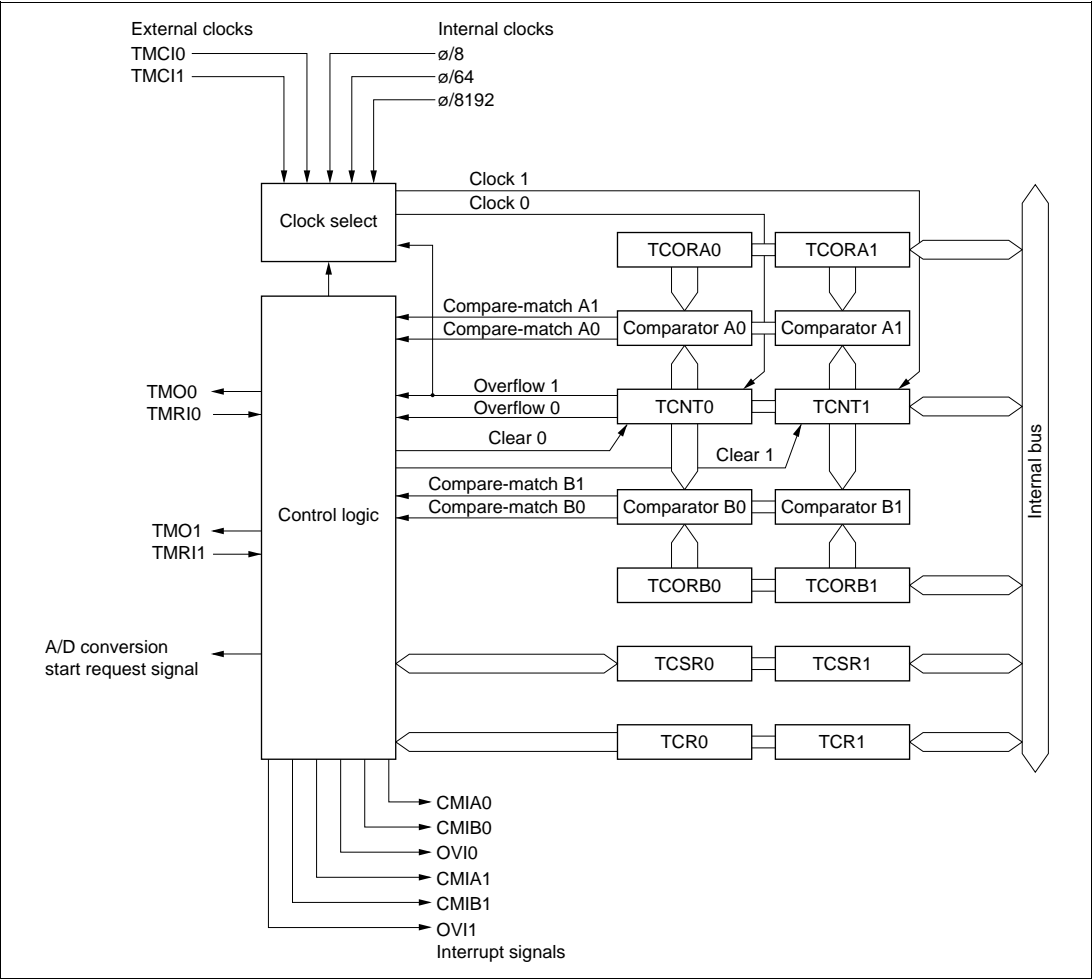 External clocks
Internal clocks
TMCI0
ø/8
TMCI1
ø/64
ø/8192
Clock 1
Clock 0
Clock select
TCORA0
TCORA1
Compare-match A1
Compare-match A0
Comparator A0
Comparator A1
TMO0
TMRI0
Overflow 1
Overflow 0
TCNT0
TCNT1
Clear 0
Clear 1
Internal bus
Compare-match B1
Compare-match B0
Comparator B0
Comparator B1
Control logic
TMO1
TMRI1
TCORB0
TCORB1
A/D conversion
start request signal
TCSR0
TCSR1
TCR0
TCR1
CMIA0
CMIB0
OVI0
CMIA1
CMIB1
OVI1
Interrupt signals